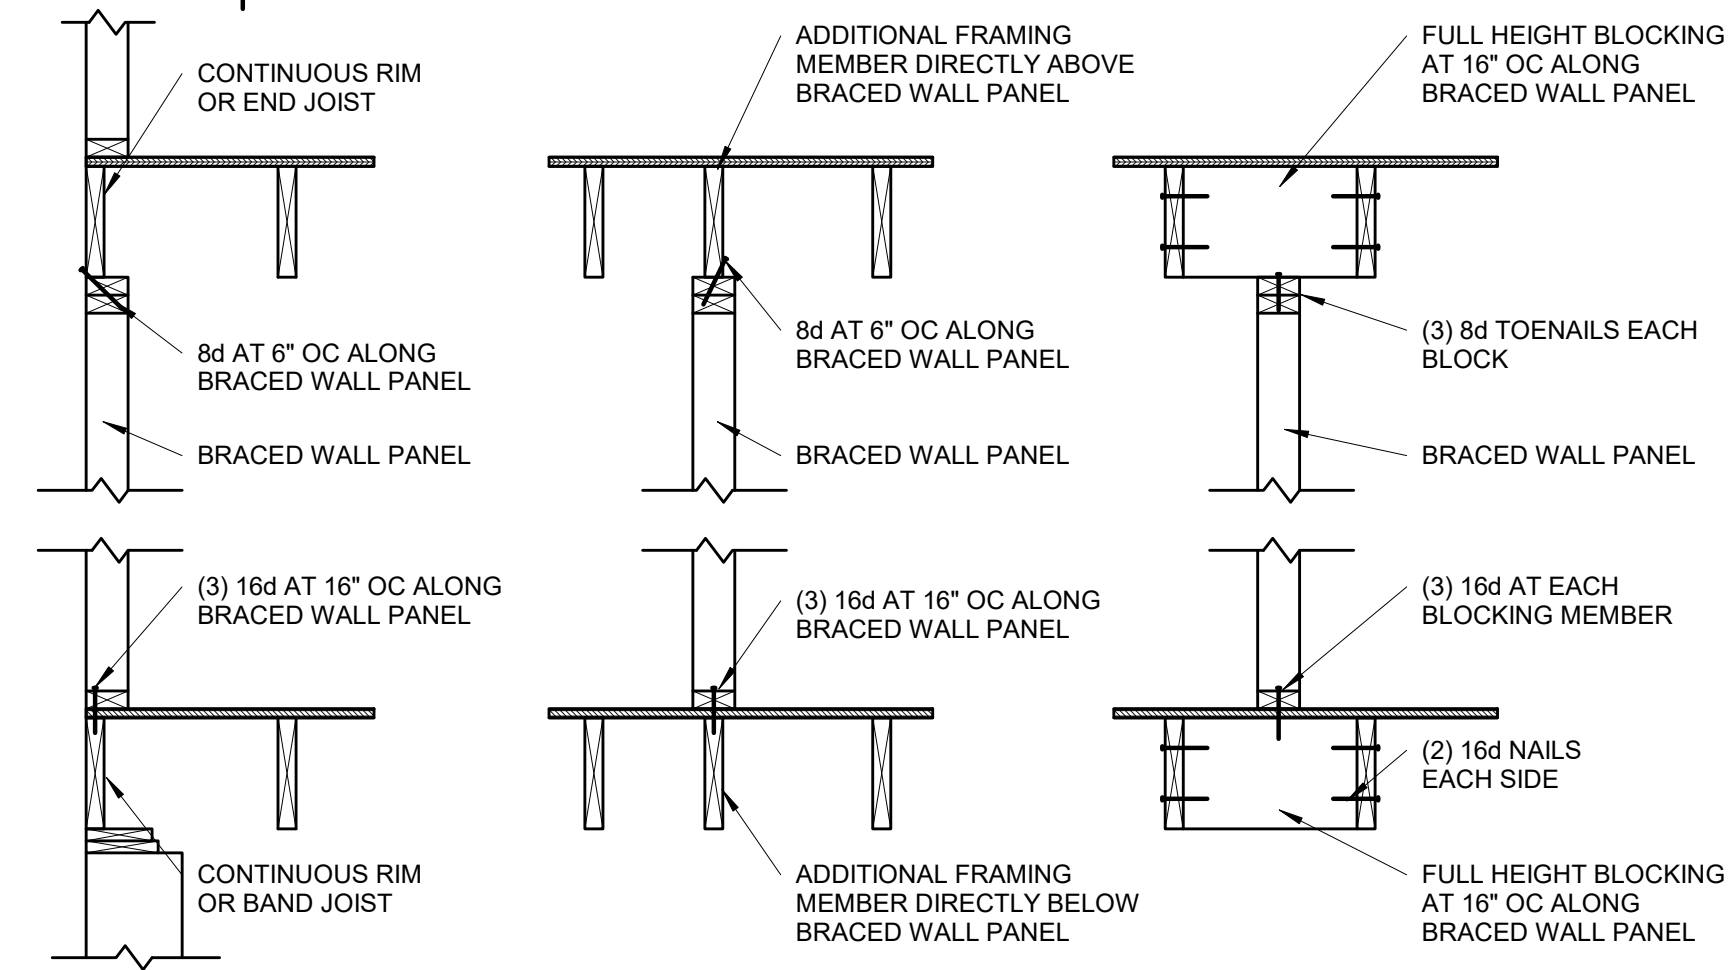 CONTINUOUS RIM
OR END JOIST
8d AT 6" OC ALONG
BRACED WALL PANEL
BRACED WALL PANEL
ADDITIONAL FRAMING
MEMBER DIRECTLY ABOVE
BRACED WALL PANEL
8d AT 6" OC ALONG
BRACED WALL PANEL
BRACED WALL PANEL
FULL HEIGHT BLOCKING
AT 16" OC ALONG
BRACED WALL PANEL
(3) 8d TOENAILS EACH
BLOCK
BRACED WALL PANEL
(3) 16d AT 16" OC ALONG
BRACED WALL PANEL
CONTINUOUS RIM
OR BAND JOIST
(3) 16d AT 16" OC ALONG
BRACED WALL PANEL
ADDITIONAL FRAMING
MEMBER DIRECTLY BELOW
BRACED WALL PANEL
(3) 16d AT EACH
BLOCKING MEMBER
(2) 16d NAILS
EACH SIDE
FULL HEIGHT BLOCKING
AT 16" OC ALONG
BRACED WALL PANEL